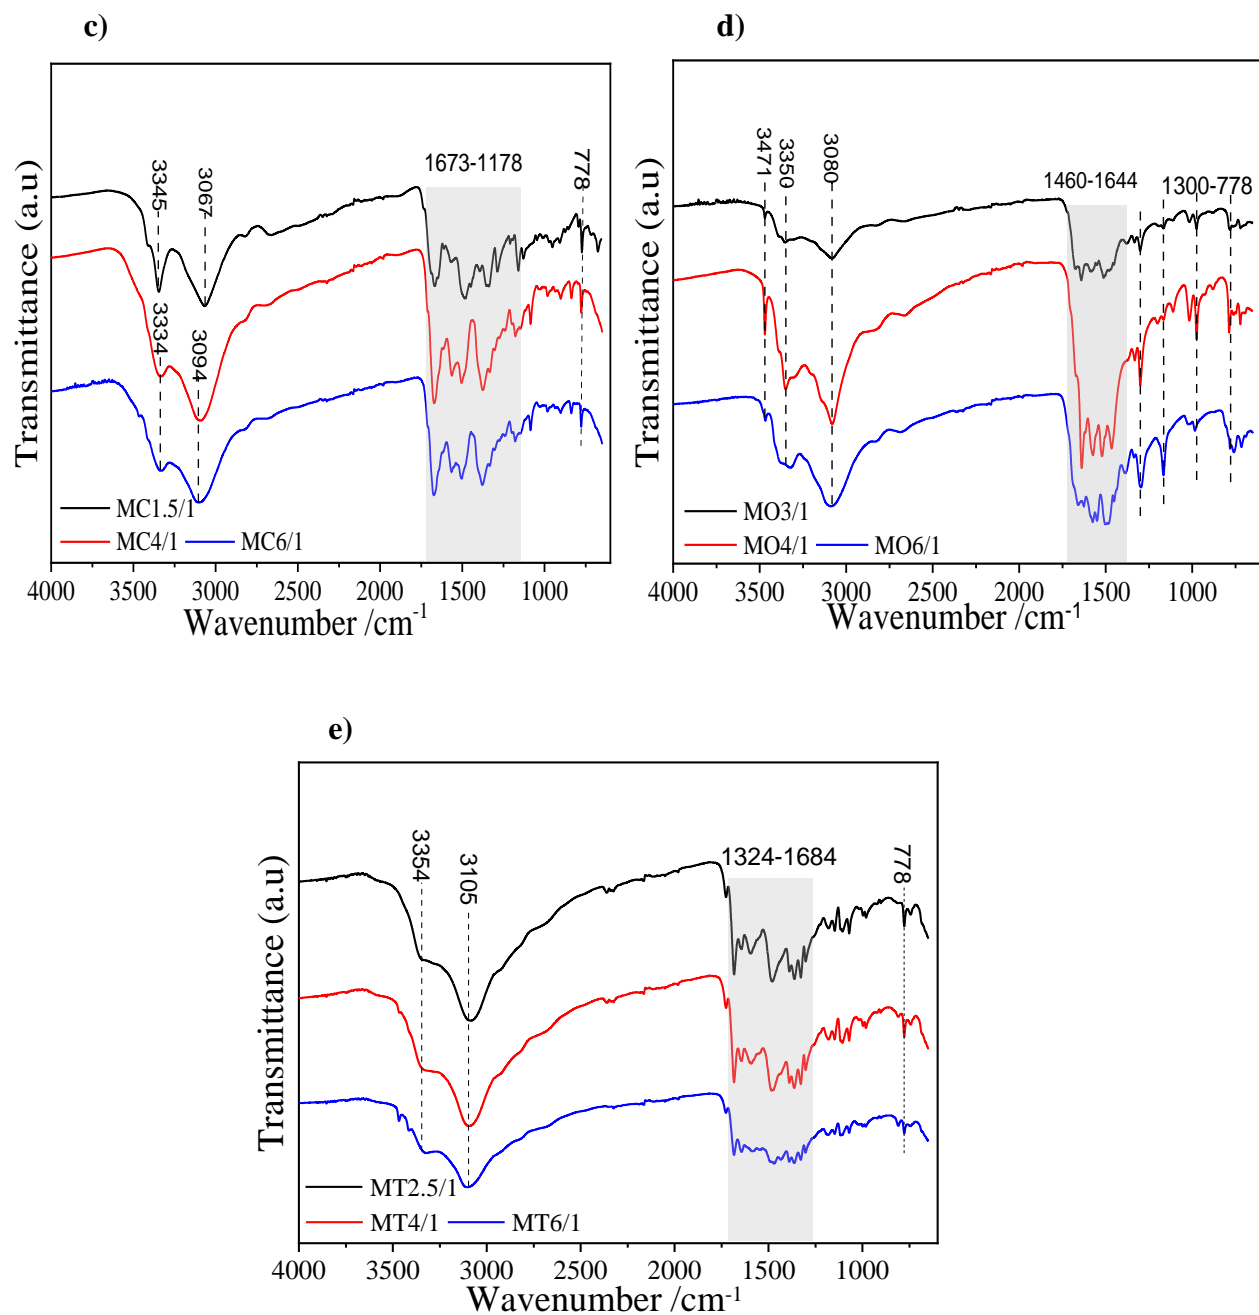 c)
3345
3067
1673-1178
778
3334
3094
Transmittance (a.u)
MC1.5/1
MC4/1 MC6/1
4000 3500 3000 2500 2000 1500 1000
Wavenumber /cm-1
d)
3471
3350
3080
1460-1644
1300-778
Transmittance (a.u)
MO3/1
MO4/1 MO6/1
4000 3500 3000 2500 2000 1500 1000
Wavenumber /cm-1
e)
3354
3105
1324-1684
778
Transmittance (a.u)
MT2.5/1
MT4/1 MT6/1
4000 3500 3000 2500 2000 1500 1000
Wavenumber /cm-1